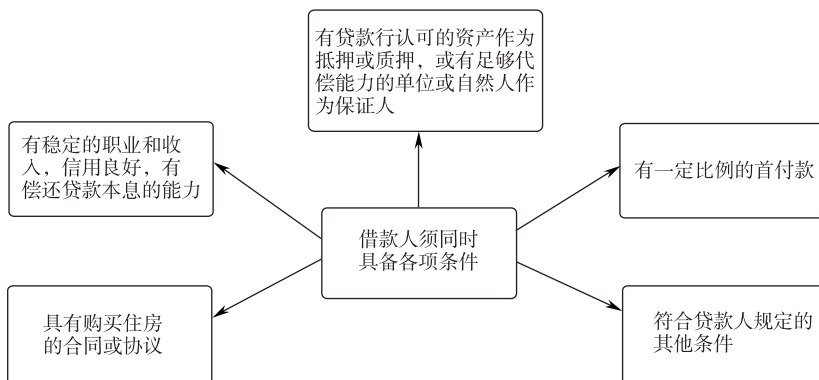 有贷款行认可的资产作为
抵押或质押，或有足够代
偿能力的单位或自然人作
为保证人
有稳定的职业和收
入，信用良好，有
偿还贷款本息的能力
有一定比例的首付款
借款人须同时
具备各项条件
具有购买住房
的合同或协议
符合贷款人规定的
其他条件